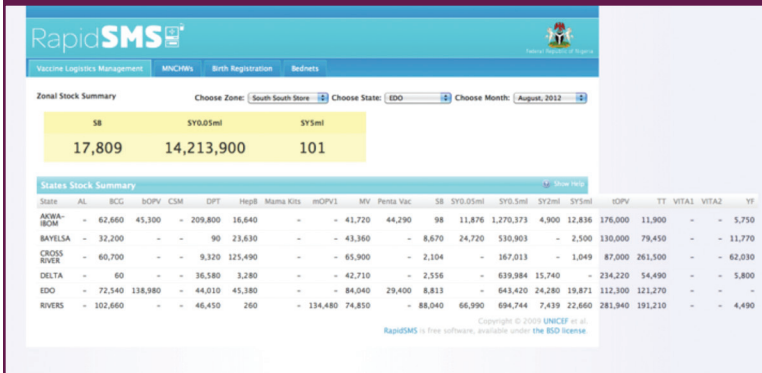 RapidSMS
Federal Republic of Nigeria
Vaccine Logistics Management MNCHWs Birth Registration Bednets
Zonal Stock Summary Choose Zone: South South Store Choose State: EDO Choose Month: August, 2012
SB SY0.05ml SY5ml
17,809 14,213,900 101
States Stock Summary Show Help
State AL BCG bOPV CSM DPT HepB Mama Kits mOPV1 MV Penta Vac SB SY0.05ml SY0.5ml SY2ml SY5ml tOPV TT VITA1 VITA2 YF
AKWA-IBOM - 62,660 45,300 - 209,800 16,640 - - 41,720 44,290 98 11,876 1,270,373 4,900 12,836 176,000 11,900 - - 5,750
BAYELSA - 32,200 - - 90 23,630 - - 43,360 - 8,670 24,720 530,903 - 2,500 130,000 79,450 - - 11,770
CROSS RIVER - 60,700 - - 9,320 125,490 - - 65,900 - 2,104 - 167,013 - 1,049 87,000 261,500 - - 62,030
DELTA - 60 - - 36,580 3,280 - - 42,710 - 2,556 - 639,984 15,740 - 234,220 54,490 - - 5,800
EDO - 72,540 138,980 - 44,010 45,380 - - 84,040 29,400 8,813 - 643,420 24,280 19,871 112,300 121,270 - - -
RIVERS - 102,660 - - 46,450 260 - 134,480 74,850 - 88,040 66,990 694,744 7,439 22,660 281,940 191,210 - - 4,490
Copyright © 2009 UNICEF et al.
RapidSMS is free software, available under the BSD license